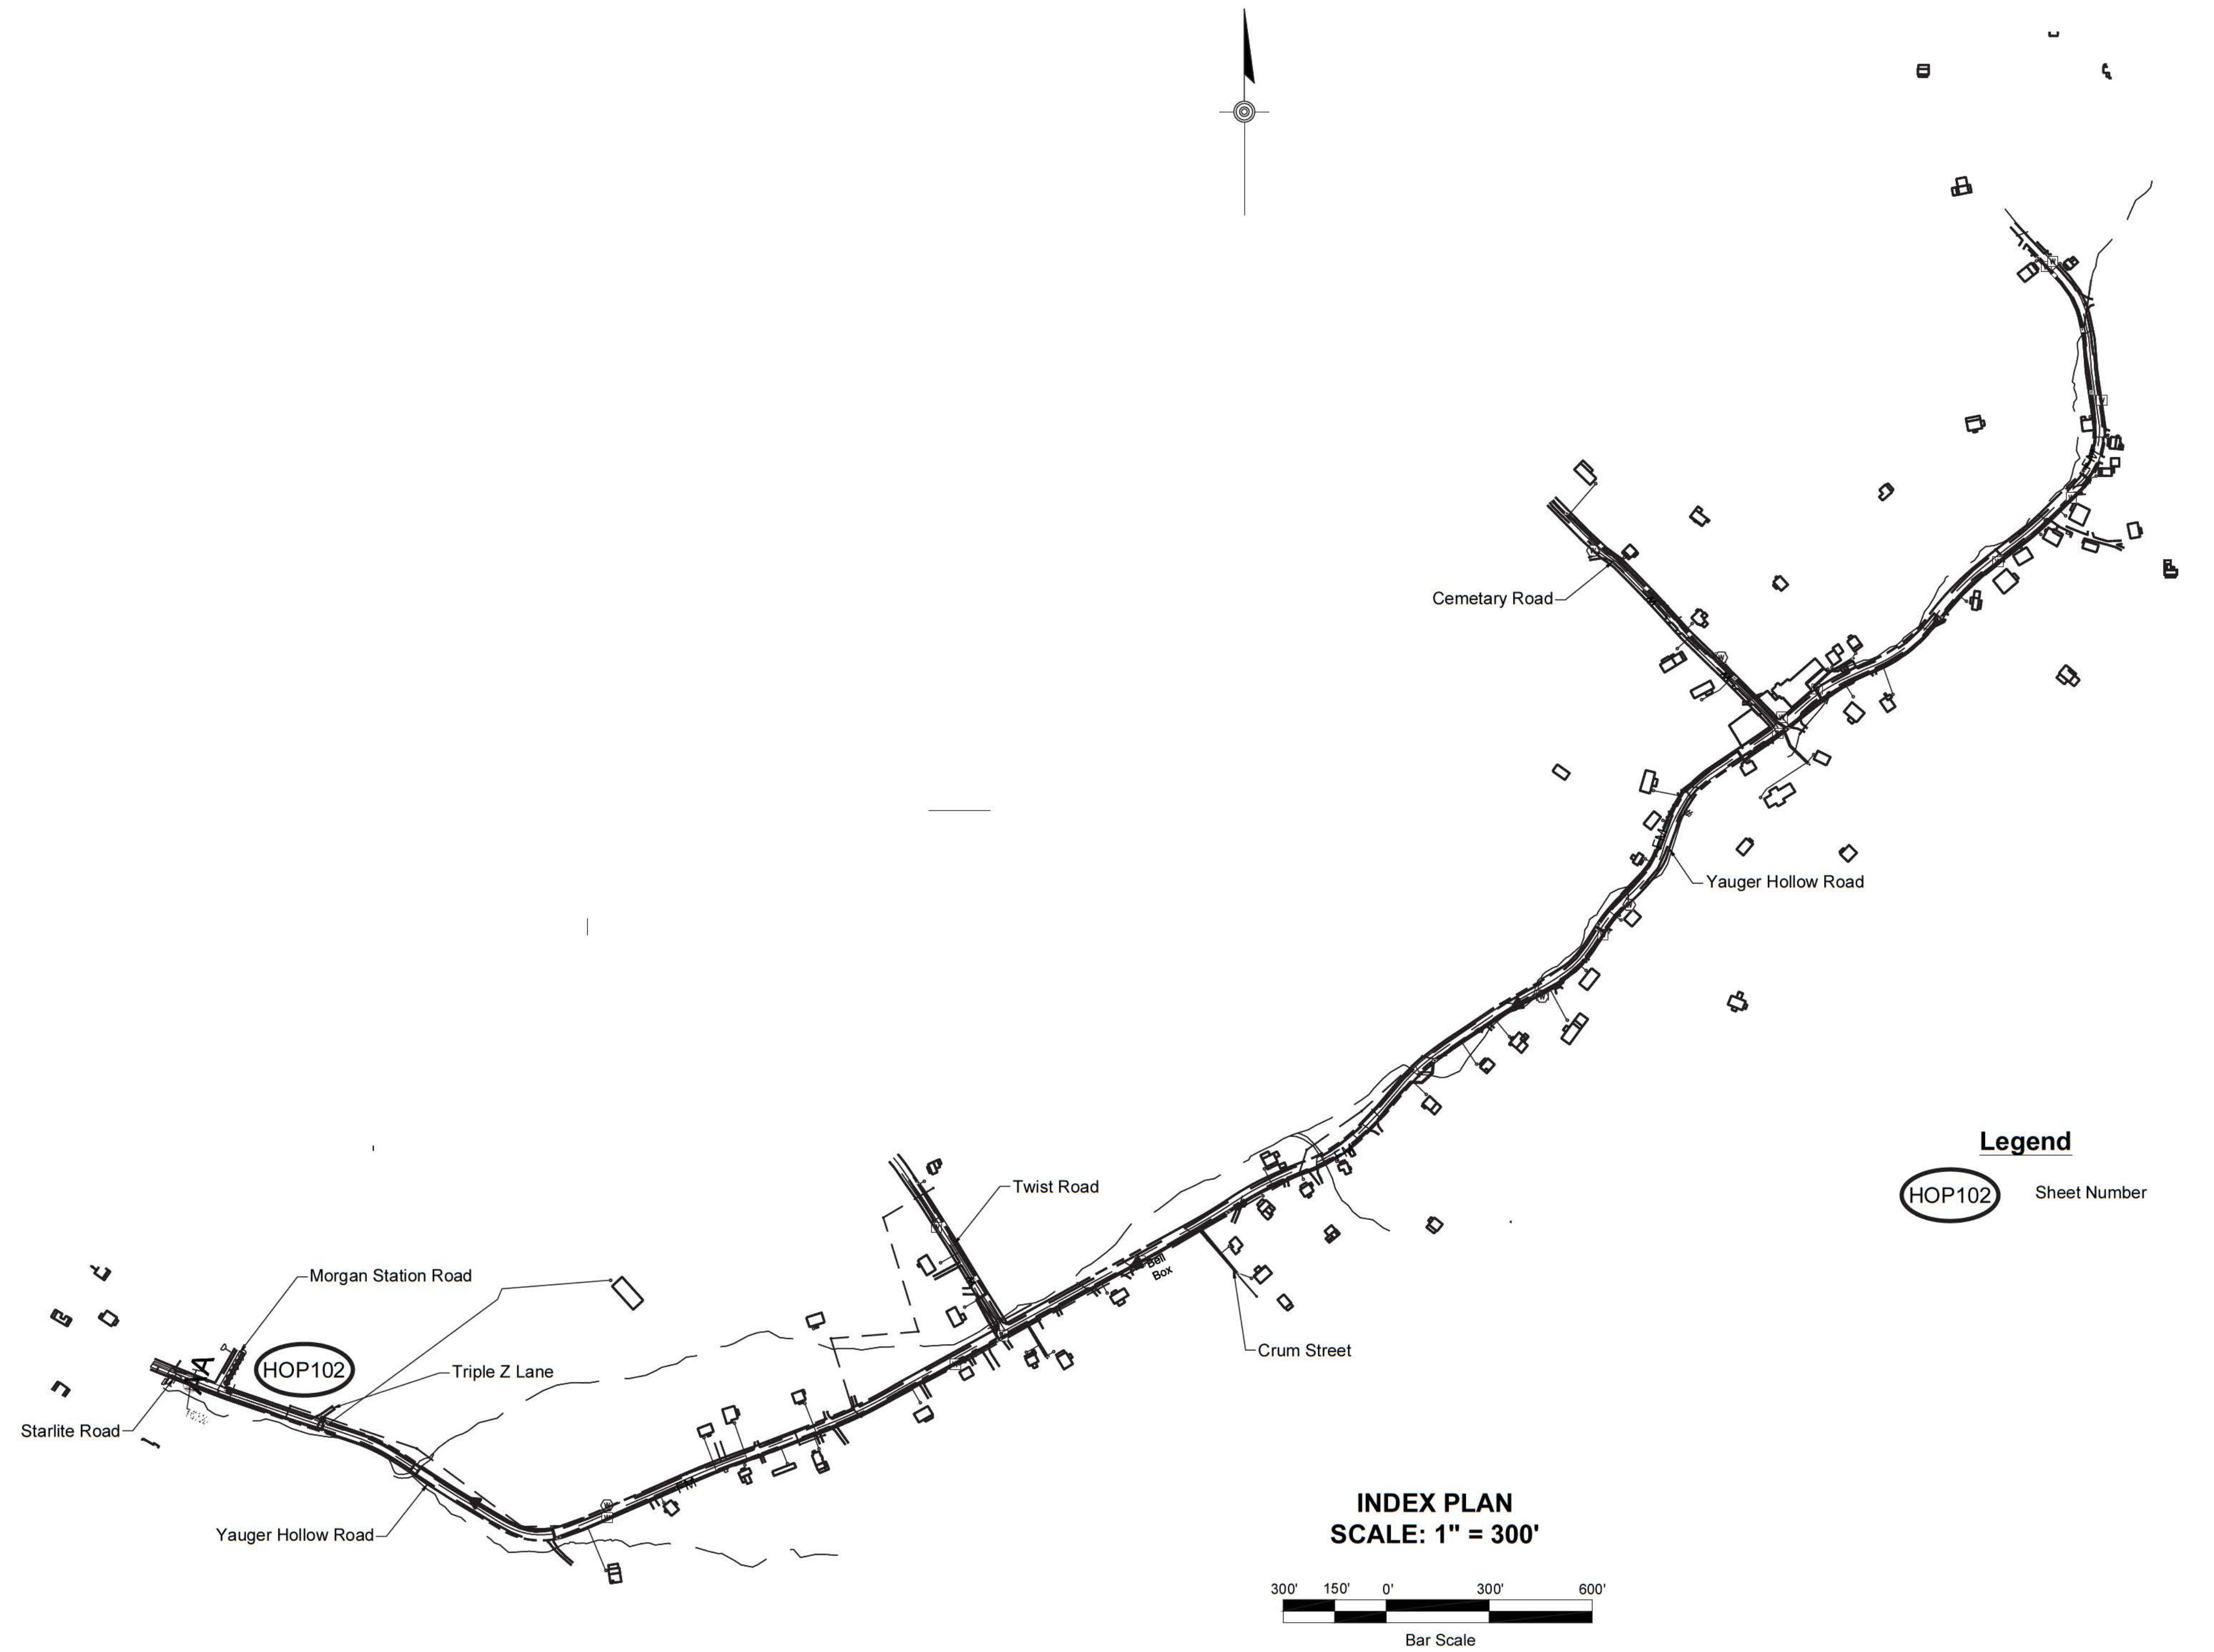 Cemetary Road
Yauger Hollow Road
Legend
HOP102
Sheet Number
Twist Road
Bell
Box
Morgan Station Road
HOP102
Triple Z Lane
Crum Street
Starlite Road
Yauger Hollow Road
FM
INDEX PLAN
SCALE: 1" = 300'
300' 150' 0' 300' 600'
Bar Scale